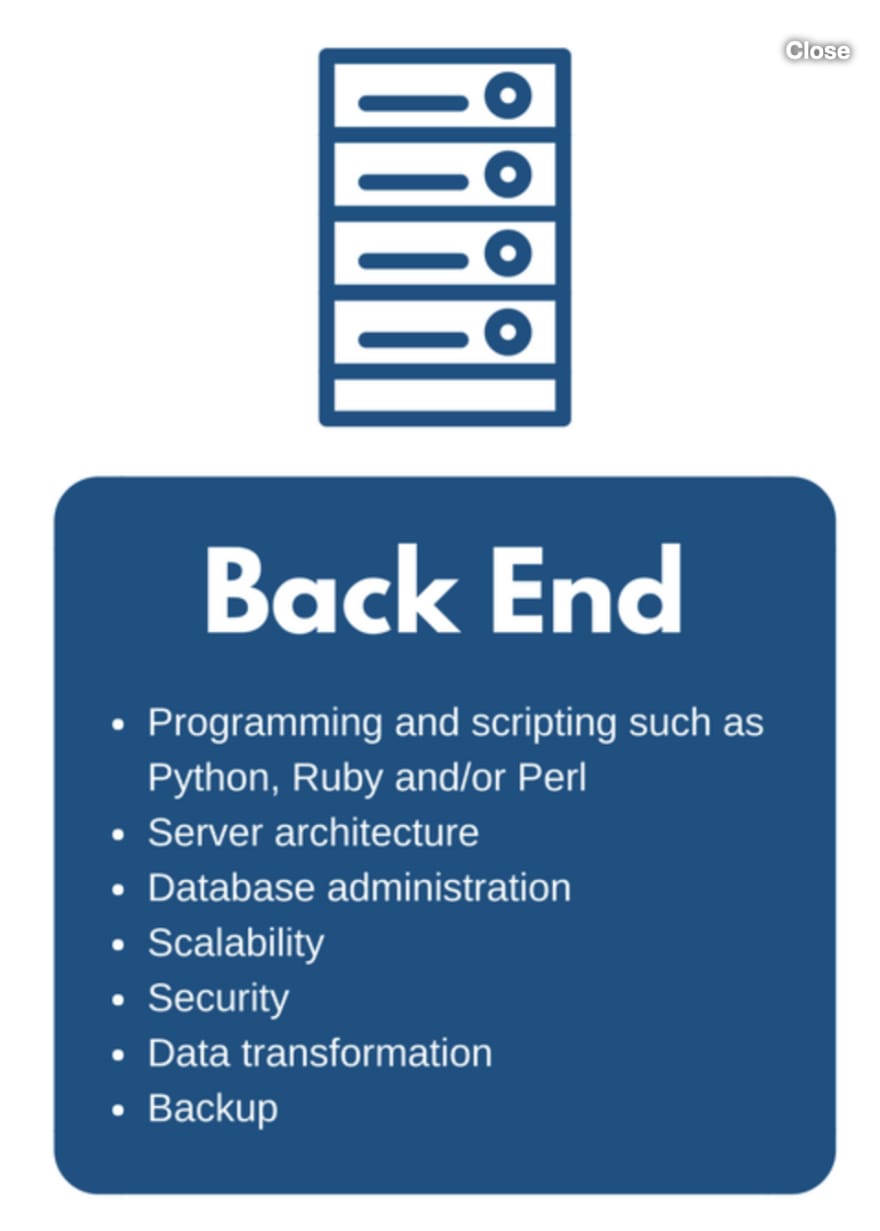 Close
Back End
• Programming and scripting such as
Python, Ruby and/or Perl
• Server architecture
• Database administration
• Scalability
• Security
• Data transformation
• Backup